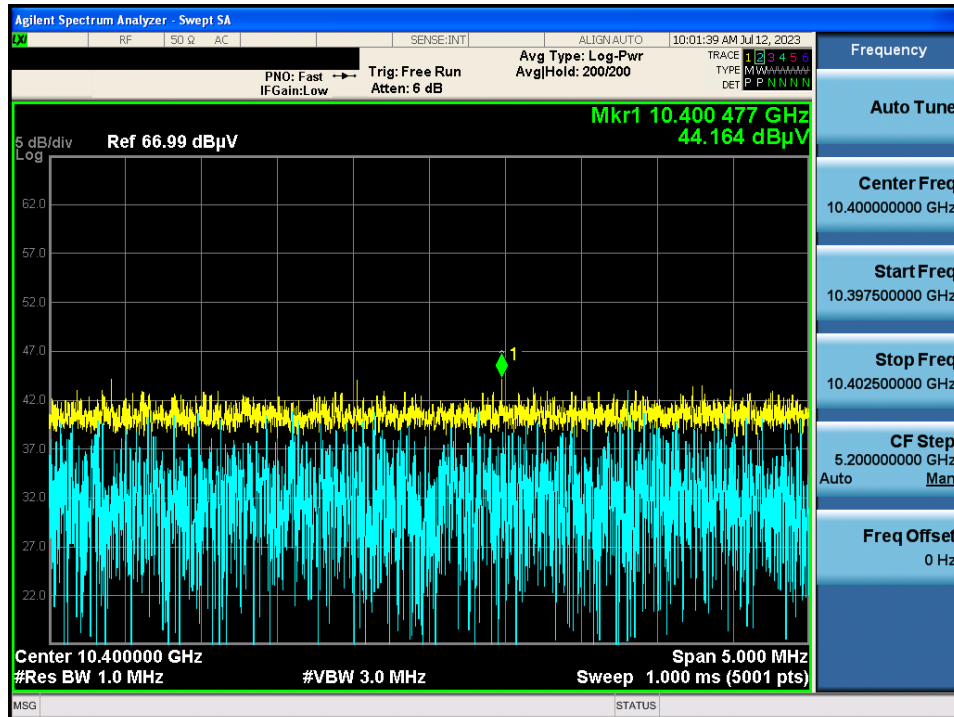 Agilent Spectrum Analyzer - Swept SA
LXI RF 50 Ω AC SENSE:INT ALIGN AUTO 10:01:39 AM Jul 12, 2023
PNO: Fast Trig: Free Run Avg Type: Log-Pwr TRACE 1 2 3 4 5 6
IFGain:Low Atten: 6 dB Avg|Hold: 200/200 TYPE M W
DET P P N N N N
Mkr1 10.400 477 GHz
44.164 dBµV
5 dB/div Ref 66.99 dBµV
Log
62.0
57.0
52.0
47.0
1
42.0
37.0
32.0
27.0
22.0
Center 10.400000 GHz Span 5.000 MHz
#Res BW 1.0 MHz #VBW 3.0 MHz Sweep 1.000 ms (5001 pts)
MSG STATUS
Frequency
Auto Tune
Center Freq
10.400000000 GHz
Start Freq
10.397500000 GHz
Stop Freq
10.402500000 GHz
CF Step
5.200000000 GHz
Auto Man
Freq Offset
0 Hz